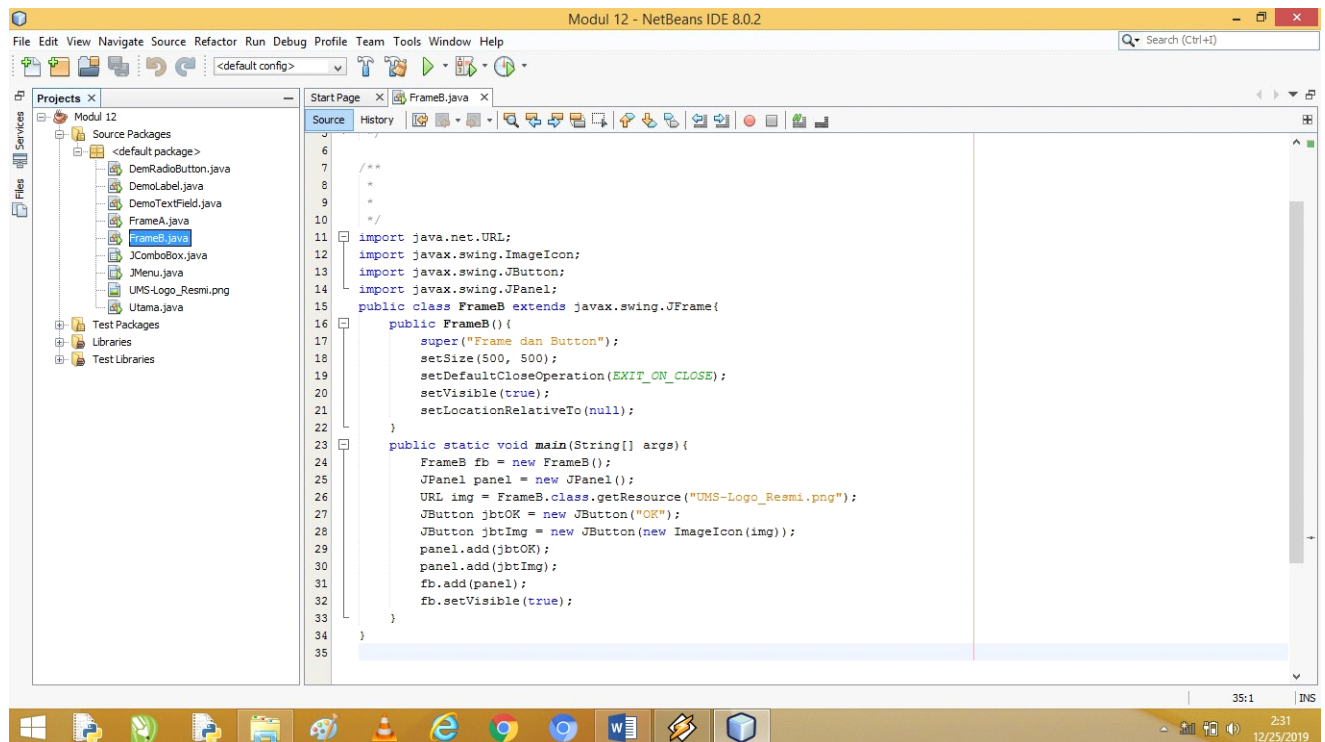 Modul 12 - NetBeans IDE 8.0.2
File Edit View Navigate Source Refactor Run Debug Profile Team Tools Window Help
Search (Ctrl+I)
<default config>
Projects
Start Page
FrameB.java
Services
Files
Modul 12
Source Packages
<default package>
DemRadioButton.java
DemoLabel.java
DemoTextField.java
FrameA.java
FrameB.java
JComboBox.java
JMenu.java
UMS-Logo_Resmi.png
Utama.java
Test Packages
Libraries
Test Libraries
Source History
6
7 /**
8 *
9 *
10 */
11 import java.net.URL;
12 import javax.swing.ImageIcon;
13 import javax.swing.JButton;
14 import javax.swing.JPanel;
15 public class FrameB extends javax.swing.JFrame{
16 public FrameB(){
17 super("Frame dan Button");
18 setSize(500, 500);
19 setDefaultCloseOperation(EXIT_ON_CLOSE);
20 setVisible(true);
21 setLocationRelativeTo(null);
22 }
23 public static void main(String[] args){
24 FrameB fb = new FrameB();
25 JPanel panel = new JPanel();
26 URL img = FrameB.class.getResource("UMS-Logo_Resmi.png");
27 JButton jbtOK = new JButton("OK");
28 JButton jbtImg = new JButton(new ImageIcon(img));
29 panel.add(jbtOK);
30 panel.add(jbtImg);
31 fb.add(panel);
32 fb.setVisible(true);
33 }
34 }
35
35:1 INS
2:31
12/25/2019